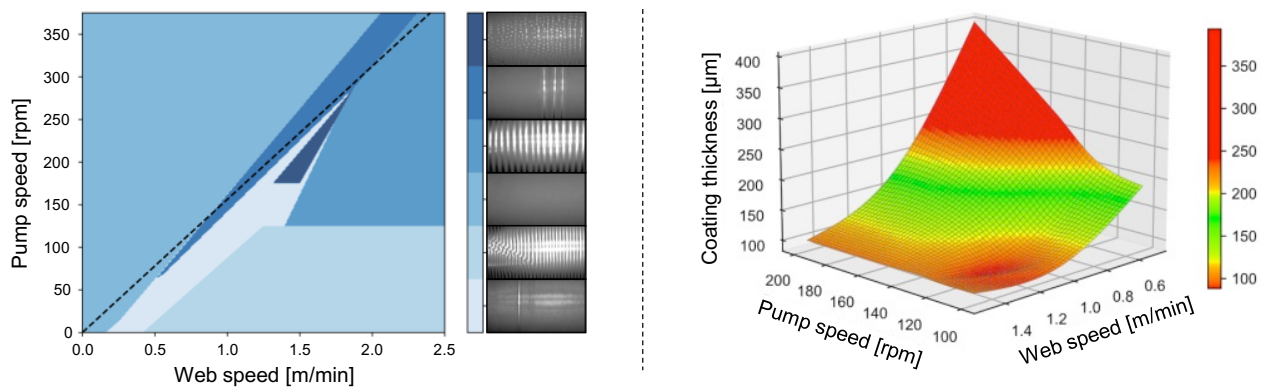 350
300
250
200
150
100
50
0
Pump speed [rpm]
0.0 0.5 1.0 1.5 2.0 2.5
Web speed [m/min]
400
350
300
250
200
150
100
Coating thickness [μm]
200 180 160 140 120 100
Pump speed [rpm]
1.4 1.2 1.0 0.8 0.6
Web speed [m/min]
350
300
250
200
150
100